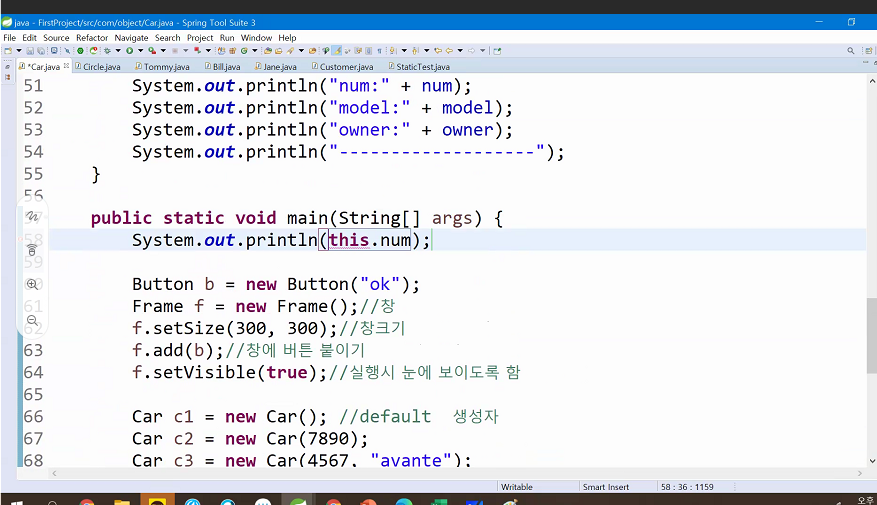 java - FirstProject/src/com/object/Car.java - Spring Tool Suite 3
File Edit Source Refactor Navigate Search Project Run Window Help
*Car.java Circle.java Tommy.java Bill.java Jane.java Customer.java StaticTest.java
51 System.out.println("num:" + num);
52 System.out.println("model:" + model);
53 System.out.println("owner:" + owner);
54 System.out.println("-------------------");
55 }
56
public static void main(String[] args) {
58 System.out.println(this.num);
59
60 Button b = new Button("ok");
61 Frame f = new Frame();//창
62 f.setSize(300, 300);//창크기
63 f.add(b);//창에 버튼 붙이기
64 f.setVisible(true);//실행시 눈에 보이도록 함
65
66 Car c1 = new Car(); //default 생성자
67 Car c2 = new Car(7890);
68 Car c3 = new Car(4567, "avante");
Writable Smart Insert 58 : 36 : 1159
오후